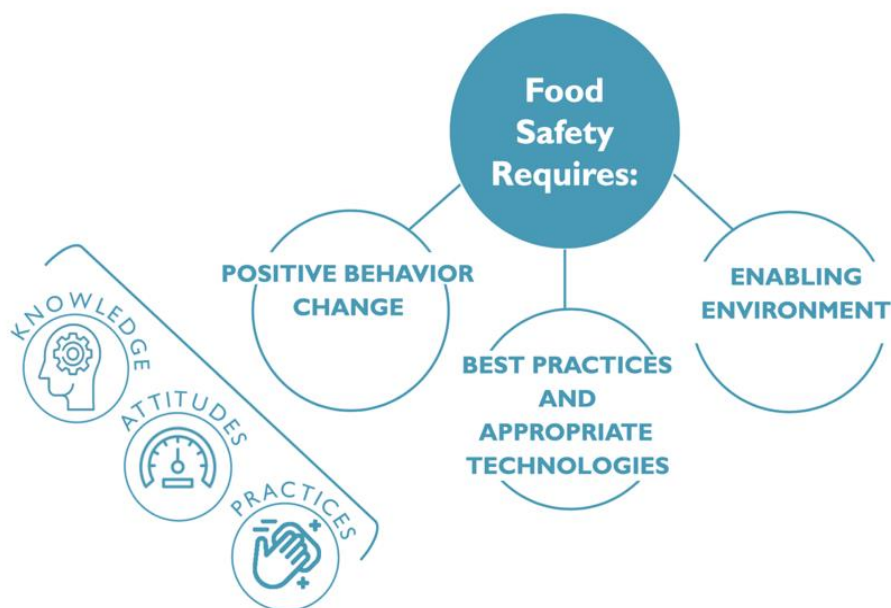 Food
Safety
Requires:
POSITIVE BEHAVIOR
CHANGE
ENABLING
ENVIRONMENT
BEST PRACTICES
AND
APPROPRIATE
TECHNOLOGIES
KNOWLEDGE
ATTITUDES
PRACTICES